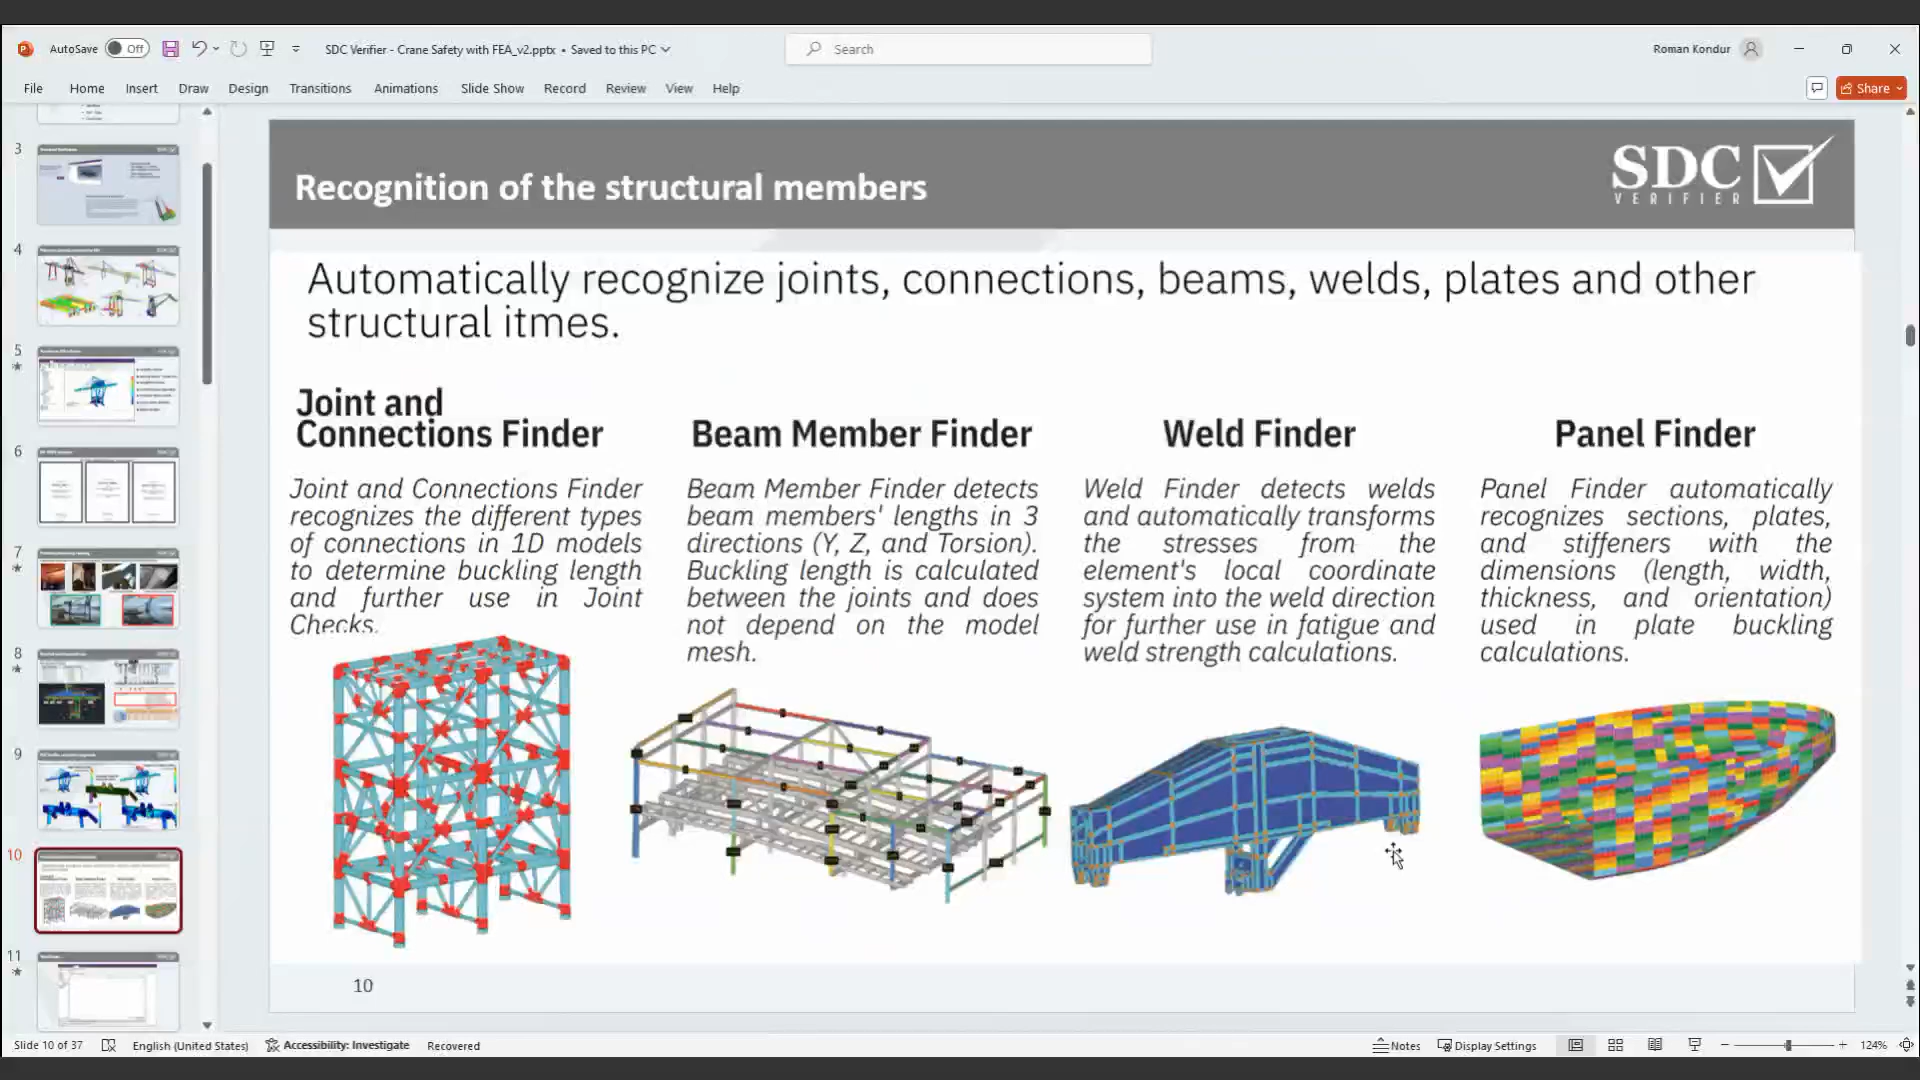 AutoSave Off SDC Verifier - Crane Safety with FEA_v2.pptx • Saved to this PC Search Roman Kondur
File Home Insert Draw Design Transitions Animations Slide Show Record Review View Help Share
3
4
5
6
7
8
9
10
11
Recognition of the structural members
SDC
VERIFIER
Automatically recognize joints, connections, beams, welds, plates and other
structural itmes.
Joint and
Connections Finder
Joint and Connections Finder
recognizes the different types
of connections in 1D models
to determine buckling length
and further use in Joint
Checks.
Beam Member Finder
Beam Member Finder detects
beam members' lengths in 3
directions (Y, Z, and Torsion).
Buckling length is calculated
between the joints and does
not depend on the model
mesh.
Weld Finder
Weld Finder detects welds
and automatically transforms
the stresses from the
element's local coordinate
system into the weld direction
for further use in fatigue and
weld strength calculations.
Panel Finder
Panel Finder automatically
recognizes sections, plates,
and stiffeners with the
dimensions (length, width,
thickness, and orientation)
used in plate buckling
calculations.
10
Slide 10 of 37 English (United States) Accessibility: Investigate Recovered Notes Display Settings 124%